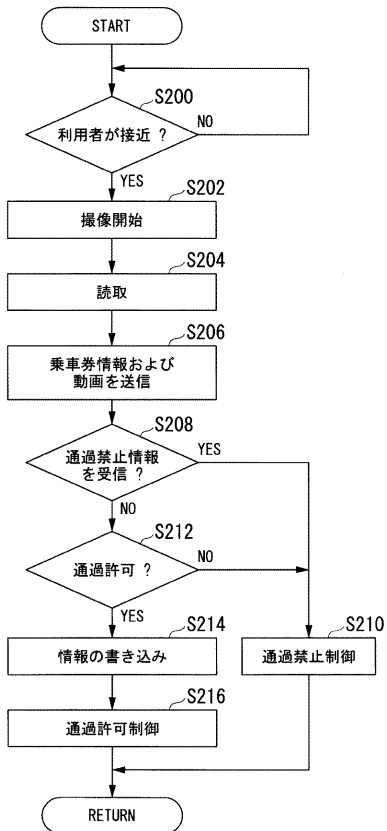 START
S200
利用者が接近 ?
NO
YES
S202
撮像開始
S204
読取
S206
乗車券情報および
動画を送信
S208
通過禁止情報
を受信 ?
YES
NO
S212
通過許可 ?
NO
YES
S214
情報の書き込み
S210
通過禁止制御
S216
通過許可制御
RETURN